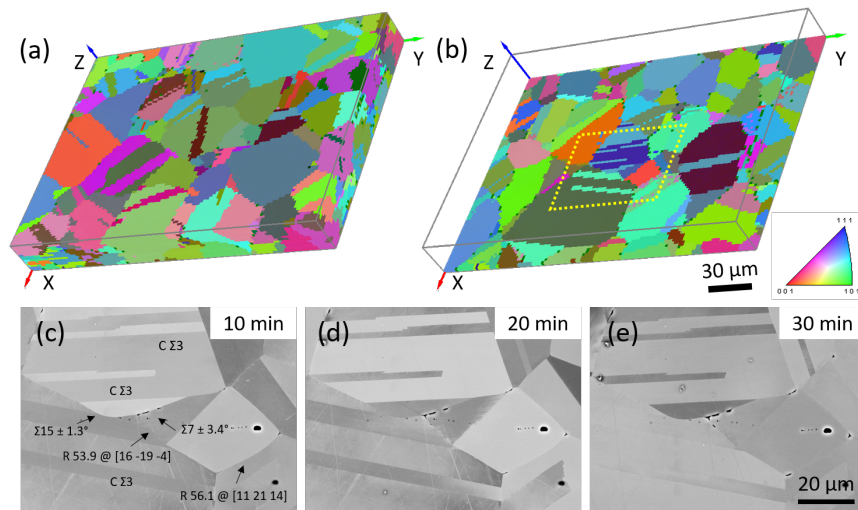 (a)
Z
Y
X
(b)
Z
Y
X
30 µm
1 1 1
0 0 1
1 0 1
(c)
10 min
C Σ3
C Σ3
Σ15 ± 1.3°
Σ7 ± 3.4°
R 53.9 @ [16 -19 -4]
C Σ3
R 56.1 @ [11 21 14]
(d)
20 min
(e)
30 min
20 µm